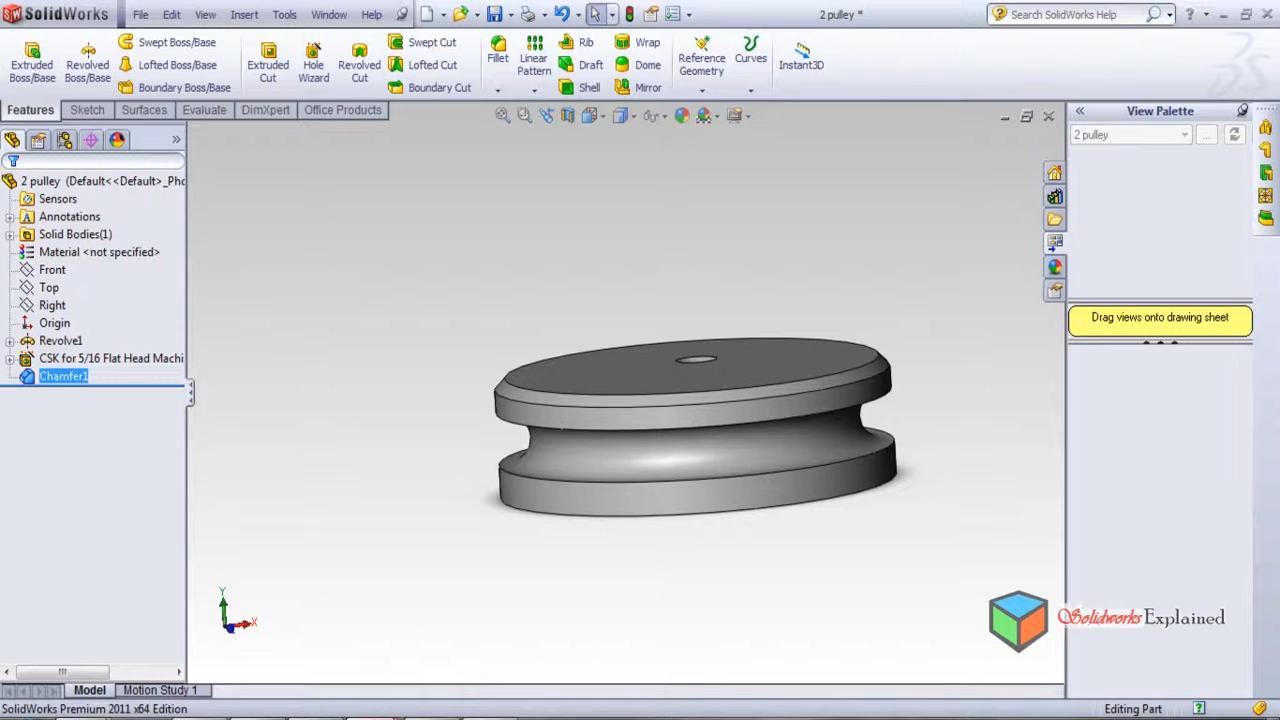 SolidWorks
File Edit View Insert Tools Window Help
2 pulley *
Search SolidWorks Help
Extruded Boss/Base
Revolved Boss/Base
Swept Boss/Base
Lofted Boss/Base
Boundary Boss/Base
Extruded Cut
Hole Wizard
Revolved Cut
Swept Cut
Lofted Cut
Boundary Cut
Fillet
Linear Pattern
Rib
Draft
Shell
Wrap
Dome
Mirror
Reference Geometry
Curves
Instant3D
Features Sketch Surfaces Evaluate DimXpert Office Products
View Palette
2 pulley
...
2 pulley (Default<<Default>_Pho
Sensors
Annotations
Solid Bodies(1)
Material <not specified>
Front
Top
Right
Origin
Revolve1
CSK for 5/16 Flat Head Machi
Chamfer1
Drag views onto drawing sheet
Y
X
Solidworks Explained
Model Motion Study 1
SolidWorks Premium 2011 x64 Edition
Editing Part